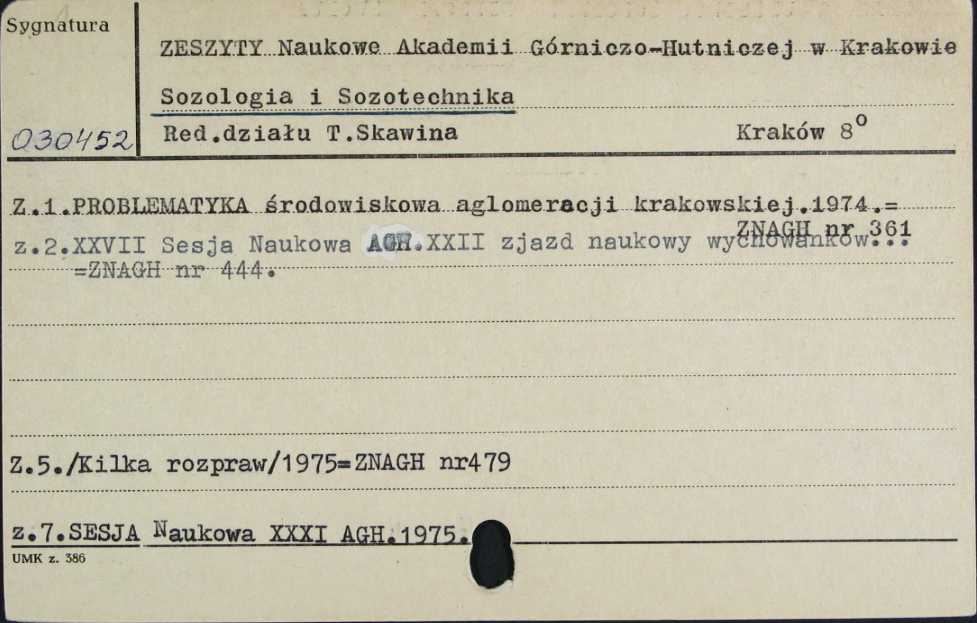 Sygnatura
ZESZYTY Naukowe Akademii Górniczo-Hutniczej w Krakowie
Sozologia i Sozotechnika
030452 Red.działu T.Skawina Kraków 8°
Z.1.PROBLEMATYKA środowiskowa aglomeracji krakowskiej.1974.=
ZNAGH nr 361
z.2.XXVII Sesja Naukowa AGH.XXII zjazd naukowy wychowanków...
=ZNAGH nr 444.
Z.5./Kilka rozpraw/1975=ZNAGH nr479
z.7.SESJA Naukowa XXXI AGH.1975.
UMK z. 386